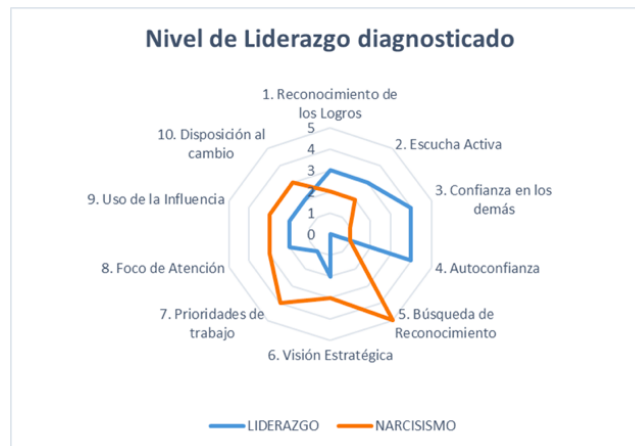 Nivel de Liderazgo diagnosticado
1. Reconocimiento de
los Logros
10. Disposición al
cambio
2. Escucha Activa
9. Uso de la Influencia
3. Confianza en los
demás
8. Foco de Atención
4. Autoconfianza
7. Prioridades de
trabajo
5. Búsqueda de
Reconocimiento
6. Visión Estratégica
5
4
3
2
1
0
LIDERAZGO
NARCISISMO